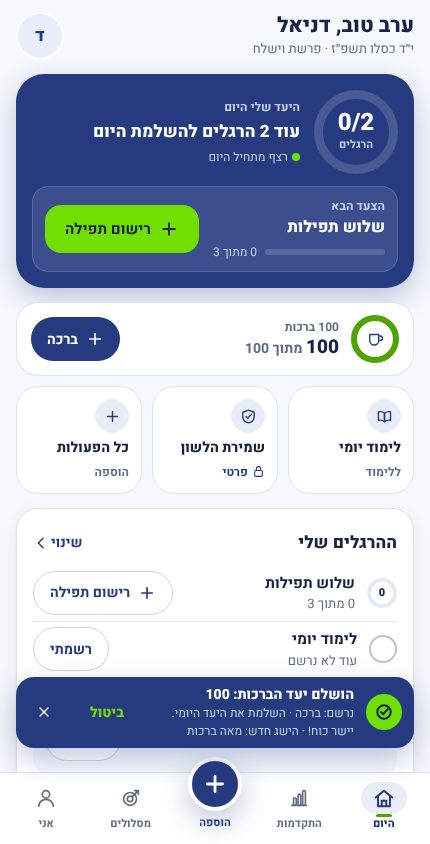 ערב טוב, דניאל
י״ד כסלו תשפ״ז · פרשת וישלח
ד
היעד שלי היום
עוד 2 הרגלים להשלמת היום
רצף מתחיל היום
0/2
הרגלים
הצעד הבא
שלוש תפילות
0 מתוך 3
רישום תפילה
100 ברכות
100 מתוך 100
ברכה
לימוד יומי
ללימוד
שמירת הלשון
פרטי
כל הפעולות
הוספה
ההרגלים שלי
שינוי
0
שלוש תפילות
0 מתוך 3
רישום תפילה
לימוד יומי
עוד לא נרשם
רשמתי
הושלם יעד הברכות: 100
נרשם: ברכה · השלמת את היעד היומי.
יישר כוח! · הישג חדש: מאה ברכות
ביטול
היום
התקדמות
הוספה
מסלולים
אני